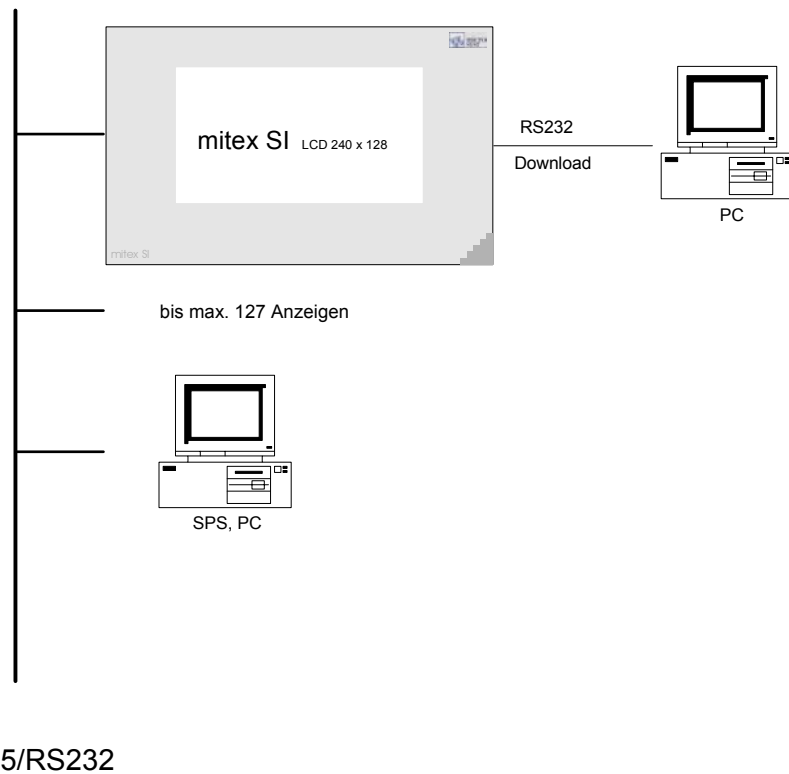 mitex SI LCD 240 x 128
RS232
Download
PC
mitex SI
bis max. 127 Anzeigen
SPS, PC
5/RS232